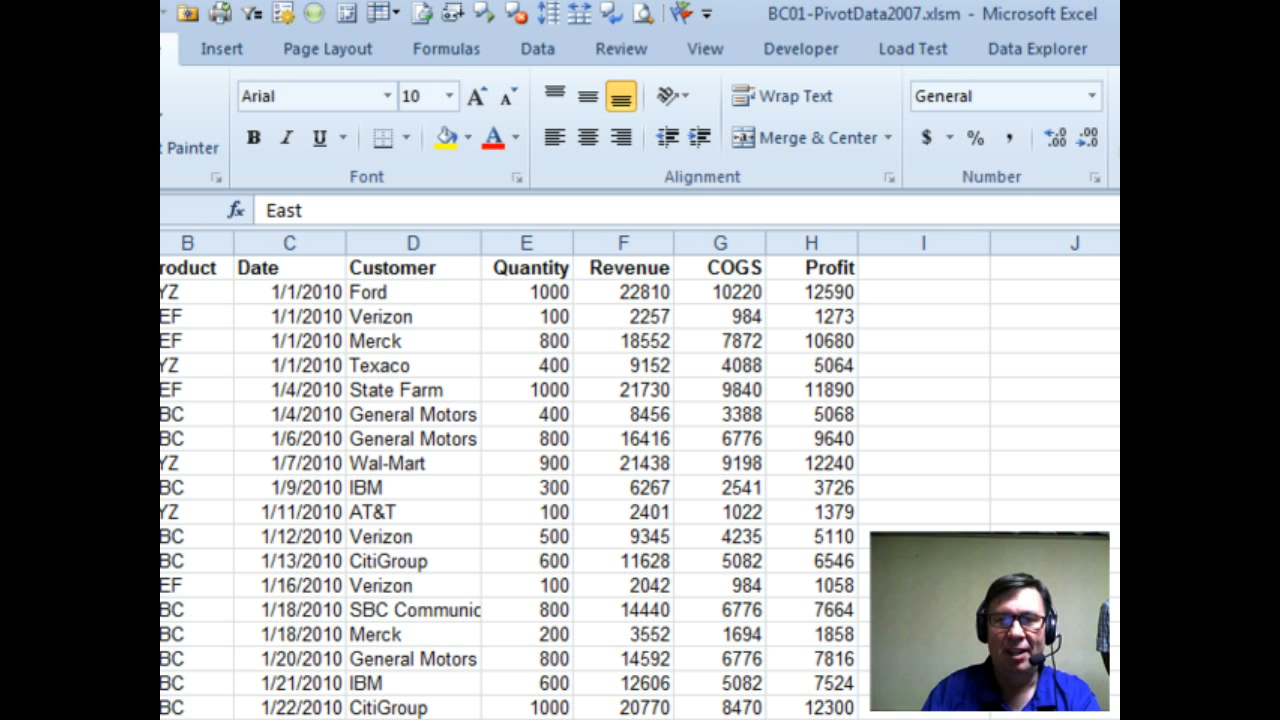 BC01-PivotData2007.xlsm - Microsoft Excel
Insert Page Layout Formulas Data Review View Developer Load Test Data Explorer
Arial 10 A A Wrap Text General
t Painter B I U A Merge & Center $ % , .00 .0 .00 .0
Font Alignment Number
fx East
B C D E F G H I J
roduct Date Customer Quantity Revenue COGS Profit
YZ 1/1/2010 Ford 1000 22810 10220 12590
EF 1/1/2010 Verizon 100 2257 984 1273
EF 1/1/2010 Merck 800 18552 7872 10680
YZ 1/1/2010 Texaco 400 9152 4088 5064
EF 1/4/2010 State Farm 1000 21730 9840 11890
BC 1/4/2010 General Motors 400 8456 3388 5068
BC 1/6/2010 General Motors 800 16416 6776 9640
YZ 1/7/2010 Wal-Mart 900 21438 9198 12240
BC 1/9/2010 IBM 300 6267 2541 3726
YZ 1/11/2010 AT&T 100 2401 1022 1379
BC 1/12/2010 Verizon 500 9345 4235 5110
BC 1/13/2010 CitiGroup 600 11628 5082 6546
EF 1/16/2010 Verizon 100 2042 984 1058
BC 1/18/2010 SBC Communic 800 14440 6776 7664
BC 1/18/2010 Merck 200 3552 1694 1858
BC 1/20/2010 General Motors 800 14592 6776 7816
BC 1/21/2010 IBM 600 12606 5082 7524
BC 1/22/2010 CitiGroup 1000 20770 8470 12300